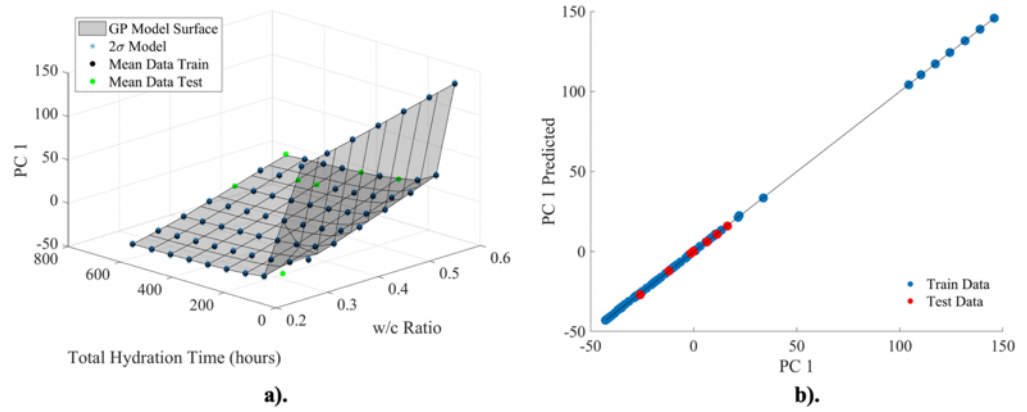 GP Model Surface
2σ Model
Mean Data Train
Mean Data Test
PC 1
150
100
50
0
-50
800
600
400
200
0
0.2
0.3
0.4
0.5
0.6
w/c Ratio
Total Hydration Time (hours)
a).
PC 1 Predicted
150
100
50
0
-50
-50
0
50
100
150
PC 1
Train Data
Test Data
b).